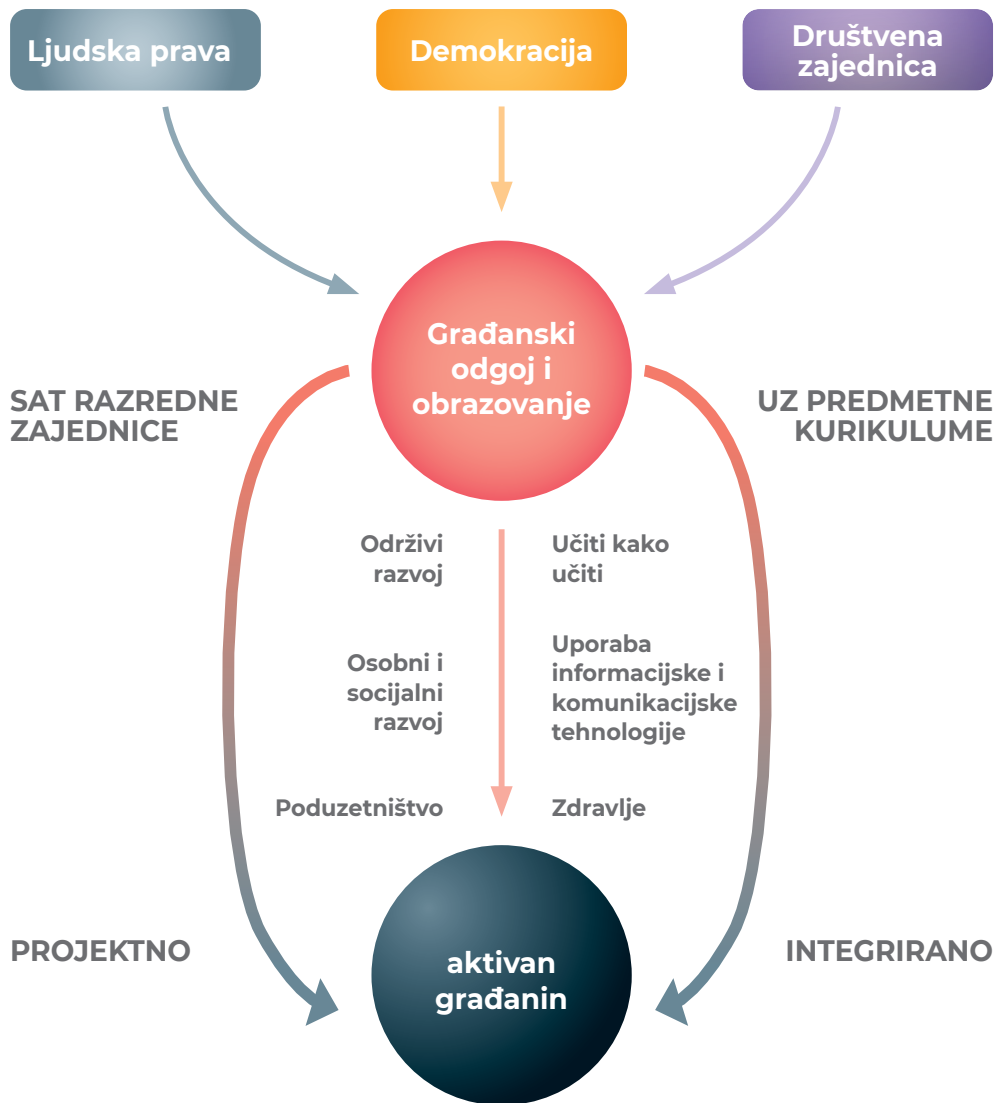 Ljudska prava
Demokracija
Društvena
zajednica
Građanski
odgoj i
obrazovanje
SAT RAZREDNE
ZAJEDNICE
UZ PREDMETNE
KURIKULUME
Održivi
razvoj
Učiti kako
učiti
Osobni i
socijalni
razvoj
Uporaba
informacijske i
komunikacijske
tehnologije
Poduzetništvo
Zdravlje
PROJEKTNO
INTEGRIRANO
aktivan
građanin